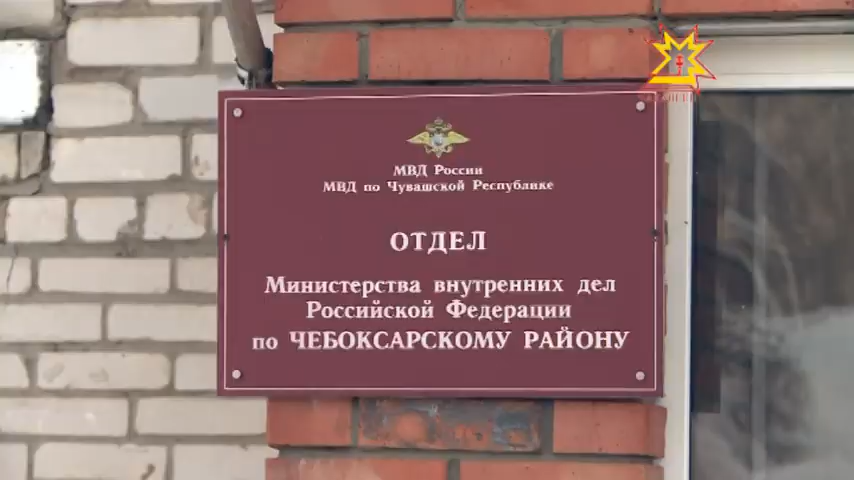 МВД России
МВД по Чувашской Республике
ОТДЕЛ
Министерства внутренних дел
Российской Федерации
по ЧЕБОКСАРСКОМУ РАЙОНУ